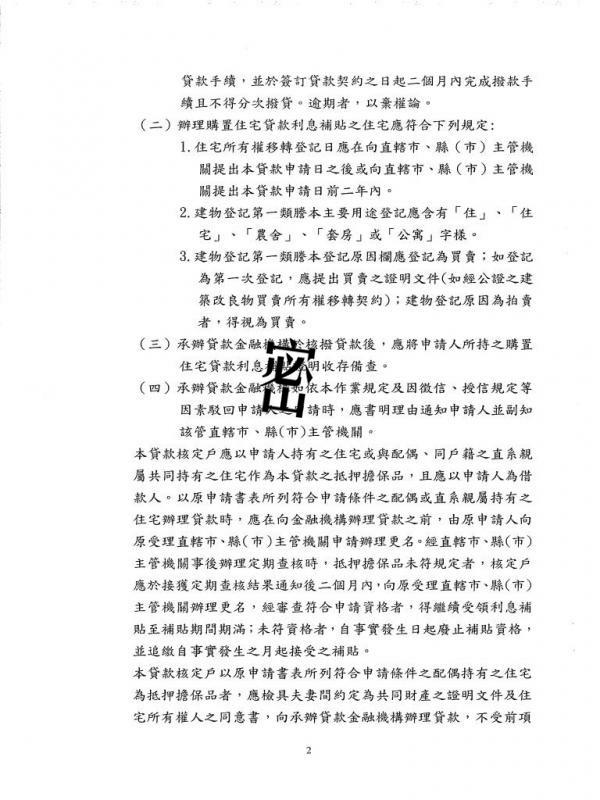 貸款手續，並於簽訂貸款契約之日起二個月內完成撥款手
續且不得分次撥貸。逾期者，以棄權論。
（二）辦理購置住宅貸款利息補貼之住宅應符合下列規定:
1.住宅所有權移轉登記日應在向直轄市、縣（市）主管機
關提出本貸款申請日之後或向直轄市、縣（市）主管機
關提出本貸款申請日前二年內。
2.建物登記第一類謄本主要用途登記應含有「住」、「住
宅」、「農舍」、「套房」或「公寓」字樣。
3.建物登記第一類謄本登記原因欄應登記為買賣；如登記
為第一次登記，應提出買賣之證明文件(如經公證之建
築改良物買賣所有權移轉契約)；建物登記原因為拍賣
者，得視為買賣。
（三）承辦貸款金融機構於核撥貸款後，應將申請人所持之購置
住宅貸款利息補貼證明收存備查。
（四）承辦貸款金融機構如依本作業規定及因徵信、授信規定等
因素駁回申請人之申請時，應書明理由通知申請人並副知
該管直轄市、縣(市)主管機關。
密出
本貸款核定戶應以申請人持有之住宅或與配偶、同戶籍之直系親
屬共同持有之住宅作為本貸款之抵押擔保品，且應以申請人為借
款人。以原申請書表所列符合申請條件之配偶或直系親屬持有之
住宅辦理貸款時，應在向金融機構辦理貸款之前，由原申請人向
原受理直轄市、縣(市)主管機關申請辦理更名。經直轄市、縣(市)
主管機關事後辦理定期查核時，抵押擔保品未符規定者，核定戶
應於接獲定期查核結果通知後二個月內，向原受理直轄市、縣(市)
主管機關辦理更名，經審查符合申請資格者，得繼續受領利息補
貼至補貼期間期滿；未符資格者，自事實發生日起廢止補貼資格，
並追繳自事實發生之月起接受之補貼。
本貸款核定戶以原申請書表所列符合申請條件之配偶持有之住宅
為抵押擔保品者，應檢具夫妻間約定為共同財產之證明文件及住
宅所有權人之同意書，向承辦貸款金融機構辦理貸款，不受前項
2